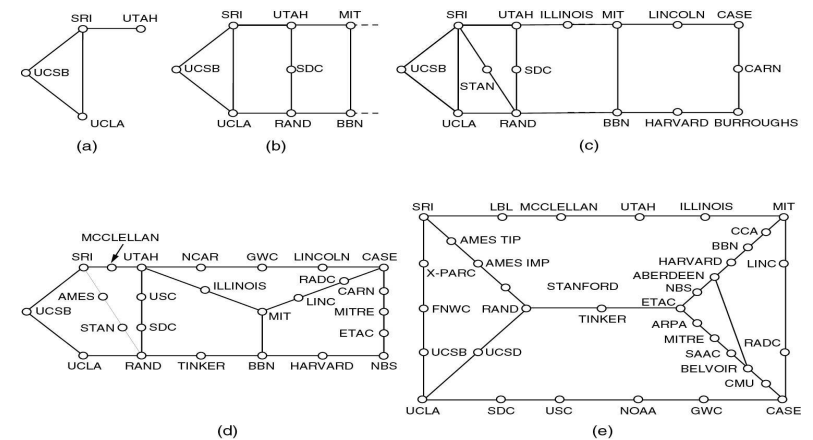 SRI UTAH
UCSB
UCLA
(a)
SRI UTAH MIT
UCSB
SDC
UCLA RAND BBN
(b)
SRI UTAH ILLINOIS MIT LINCOLN CASE
UCSB
STAN
SDC
CARN
UCLA RAND BBN HARVARD BURROUGHS
(c)
MCCLELLAN
SRI UTAH NCAR GWC LINCOLN CASE
RADC
ILLINOIS
CARN
AMES
USC
LINC
UCSB
MIT
MITRE
STAN
SDC
ETAC
UCLA RAND TINKER BBN HARVARD NBS
(d)
SRI LBL MCCLELLAN UTAH ILLINOIS MIT
CCA
AMES TIP
BBN
HARVARD
X-PARC
AMES IMP
LINC
ABERDEEN
STANFORD
NBS
FNWC
RAND
ETAC
TINKER
ARPA
MITRE
UCSB
UCSD
SAAC
RADC
BELVOIR
CMU
UCLA SDC USC NOAA GWC CASE
(e)